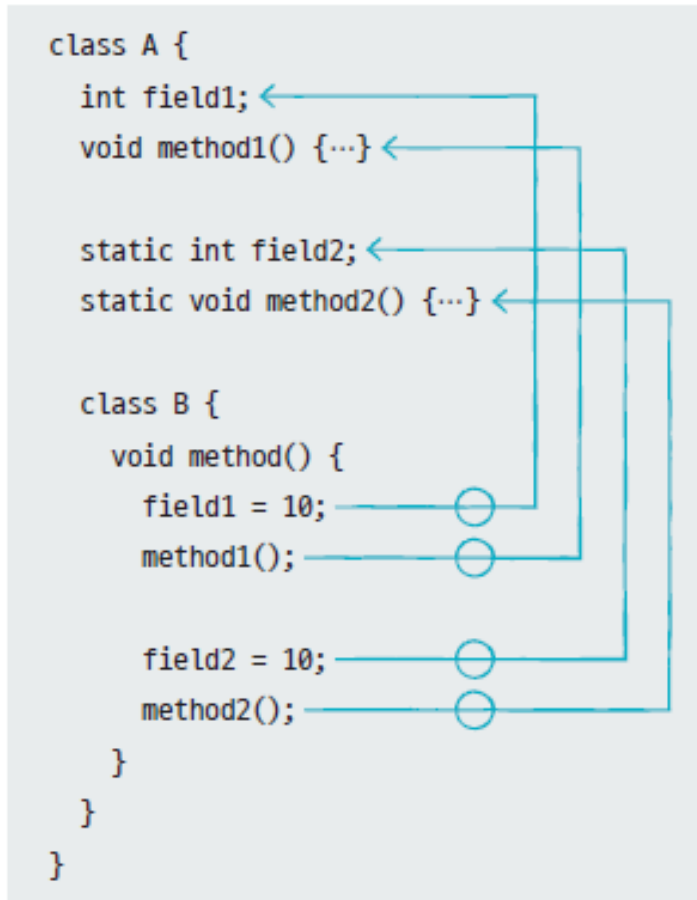 class A {
int field1;
void method1() {…}
static int field2;
static void method2() {…}
class B {
void method() {
field1 = 10;
method1();
field2 = 10;
method2();
}
}
}